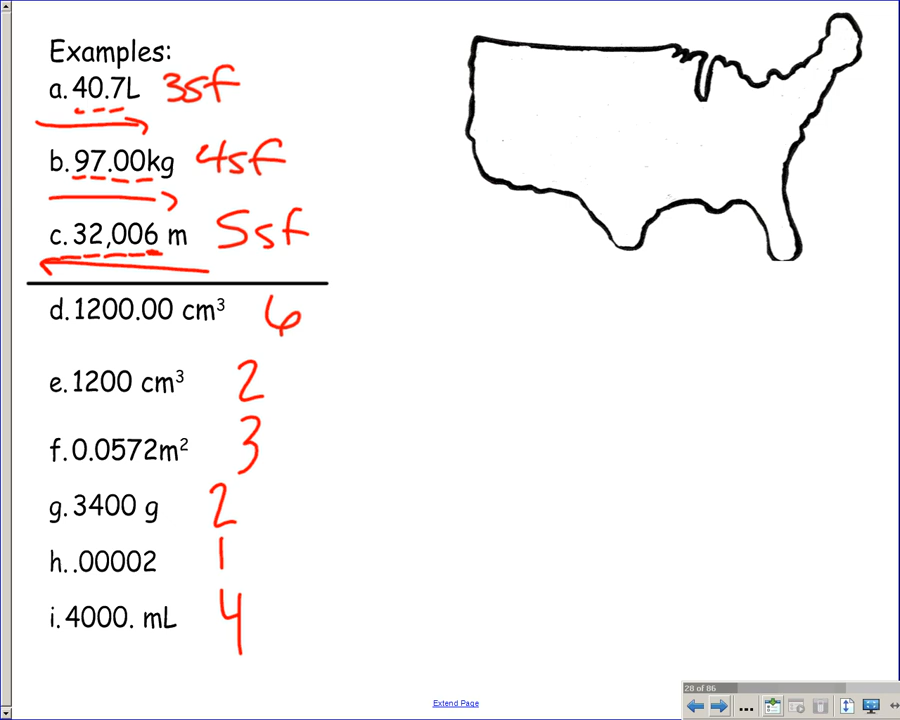 Examples:
a. 40.7L 3sf
b. 97.00kg 4sf
c. 32,006 m 5sf
d. 1200.00 cm³ 6
e. 1200 cm³ 2
f. 0.0572m² 3
g. 3400 g 2
h. .00002 1
i. 4000. mL 4
Extend Page
28 of 86